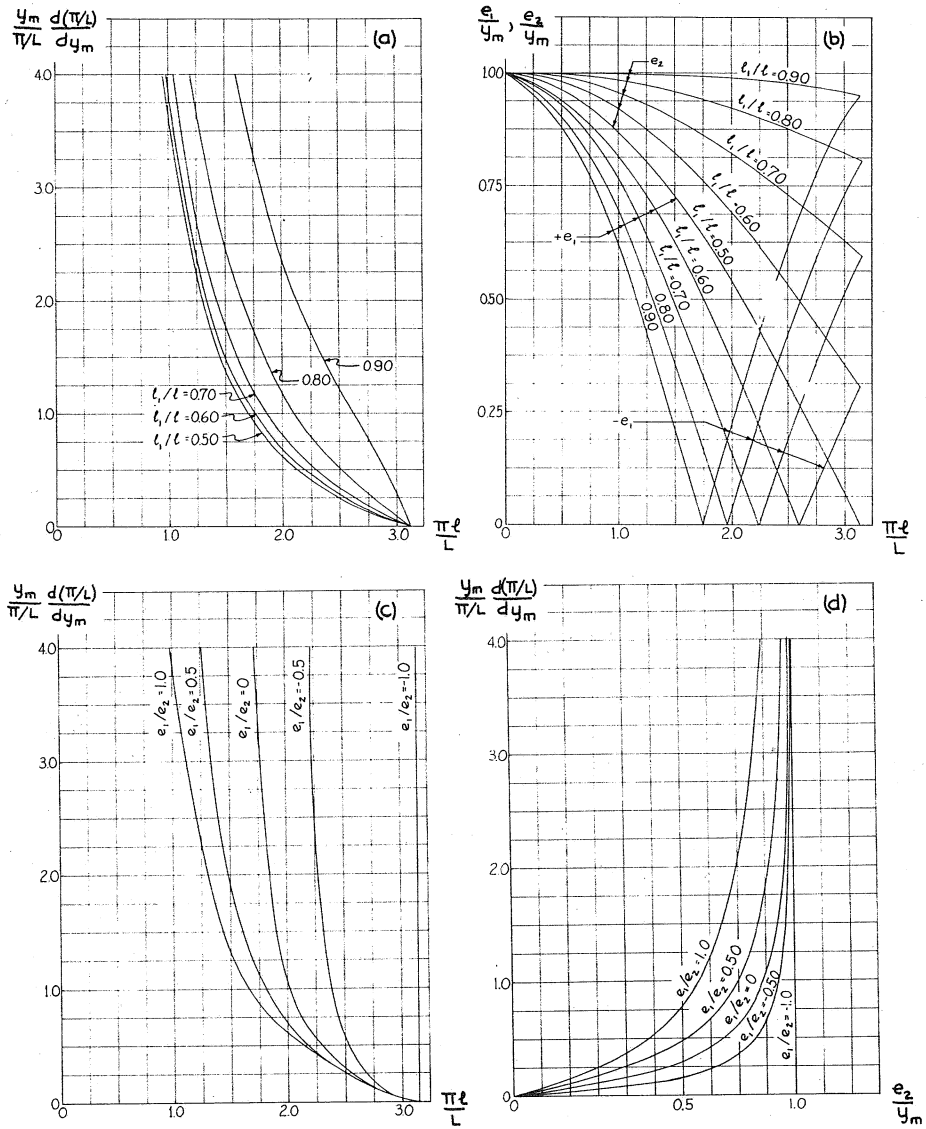 yₘ/π/L d(π/L)/dyₘ
(a)
4.0
3.0
2.0
1.0
0
0
1.0
2.0
3.0
πℓ/L
0.90
0.80
ℓ₁/ℓ=0.70
ℓ₁/ℓ=0.60
ℓ₁/ℓ=0.50
e₁/yₘ, e₂/yₘ
(b)
1.00
0.75
0.50
0.25
0
0
1.0
2.0
3.0
πℓ/L
e₂
ℓ₁/ℓ=0.90
ℓ₁/ℓ=0.80
ℓ₁/ℓ=0.70
ℓ₁/ℓ=0.60
ℓ₁/ℓ=0.50
ℓ₁/ℓ=0.60
ℓ₁/ℓ=0.70
0.80
0.90
+e₁
-e₁
yₘ/π/L d(π/L)/dyₘ
(c)
4.0
3.0
2.0
1.0
0
0
1.0
2.0
3.0
πℓ/L
e₁/e₂=1.0
e₁/e₂=0.5
e₁/e₂=0
e₁/e₂=-0.5
e₁/e₂=-1.0
yₘ/π/L d(π/L)/dyₘ
(d)
4.0
3.0
2.0
1.0
0
0
0.5
1.0
e₂/yₘ
e₁/e₂=1.0
e₁/e₂=0.50
e₁/e₂=0
e₁/e₂=-0.50
e₁/e₂=-1.0